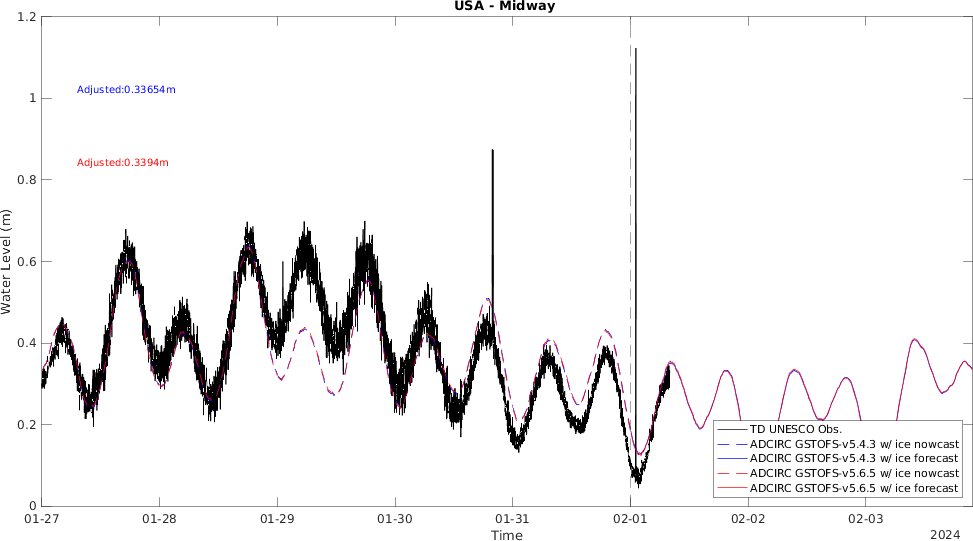 USA - Midway
1.2
1
0.8
0.6
0.4
0.2
0
Water Level (m)
Adjusted:0.33654m
Adjusted:0.3394m
TD UNESCO Obs.
ADCIRC GSTOFS-v5.4.3 w/ ice nowcast
ADCIRC GSTOFS-v5.4.3 w/ ice forecast
ADCIRC GSTOFS-v5.6.5 w/ ice nowcast
ADCIRC GSTOFS-v5.6.5 w/ ice forecast
01-27 01-28 01-29 01-30 01-31 02-01 02-02 02-03
Time
2024